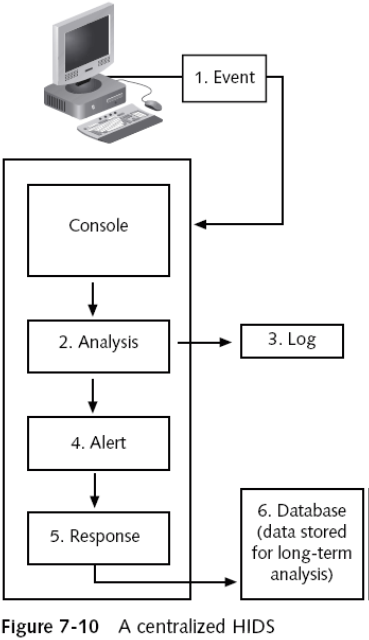 1. Event
Console
2. Analysis
3. Log
4. Alert
5. Response
6. Database
(data stored
for long-term
analysis)
Figure 7-10 A centralized HIDS